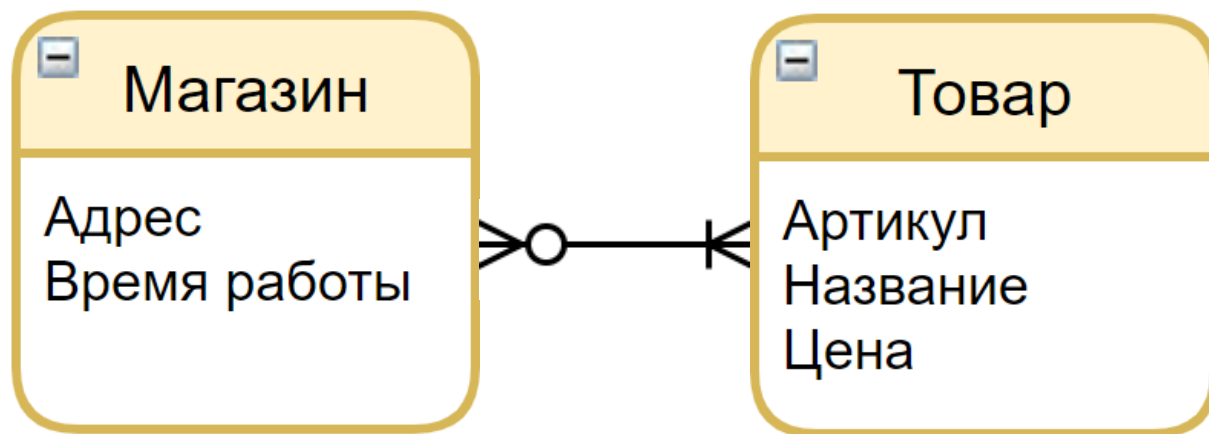 Магазин
Адрес
Время работы
Товар
Артикул
Название
Цена